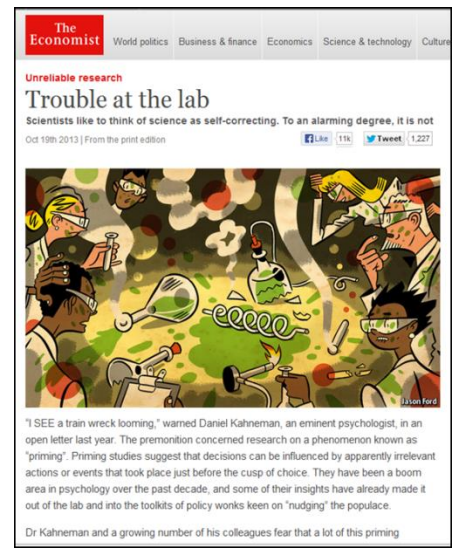 The
Economist
World politics Business & finance Economics Science & technology Culture
Unreliable research
Trouble at the lab
Scientists like to think of science as self-correcting. To an alarming degree, it is not
Oct 19th 2013 | From the print edition
Like 11k Tweet 1,227
Jason Ford
"I SEE a train wreck looming," warned Daniel Kahneman, an eminent psychologist, in an
open letter last year. The premonition concerned research on a phenomenon known as
"priming". Priming studies suggest that decisions can be influenced by apparently irrelevant
actions or events that took place just before the cusp of choice. They have been a boom
area in psychology over the past decade, and some of their insights have already made it
out of the lab and into the toolkits of policy wonks keen on "nudging" the populace.
Dr Kahneman and a growing number of his colleagues fear that a lot of this priming